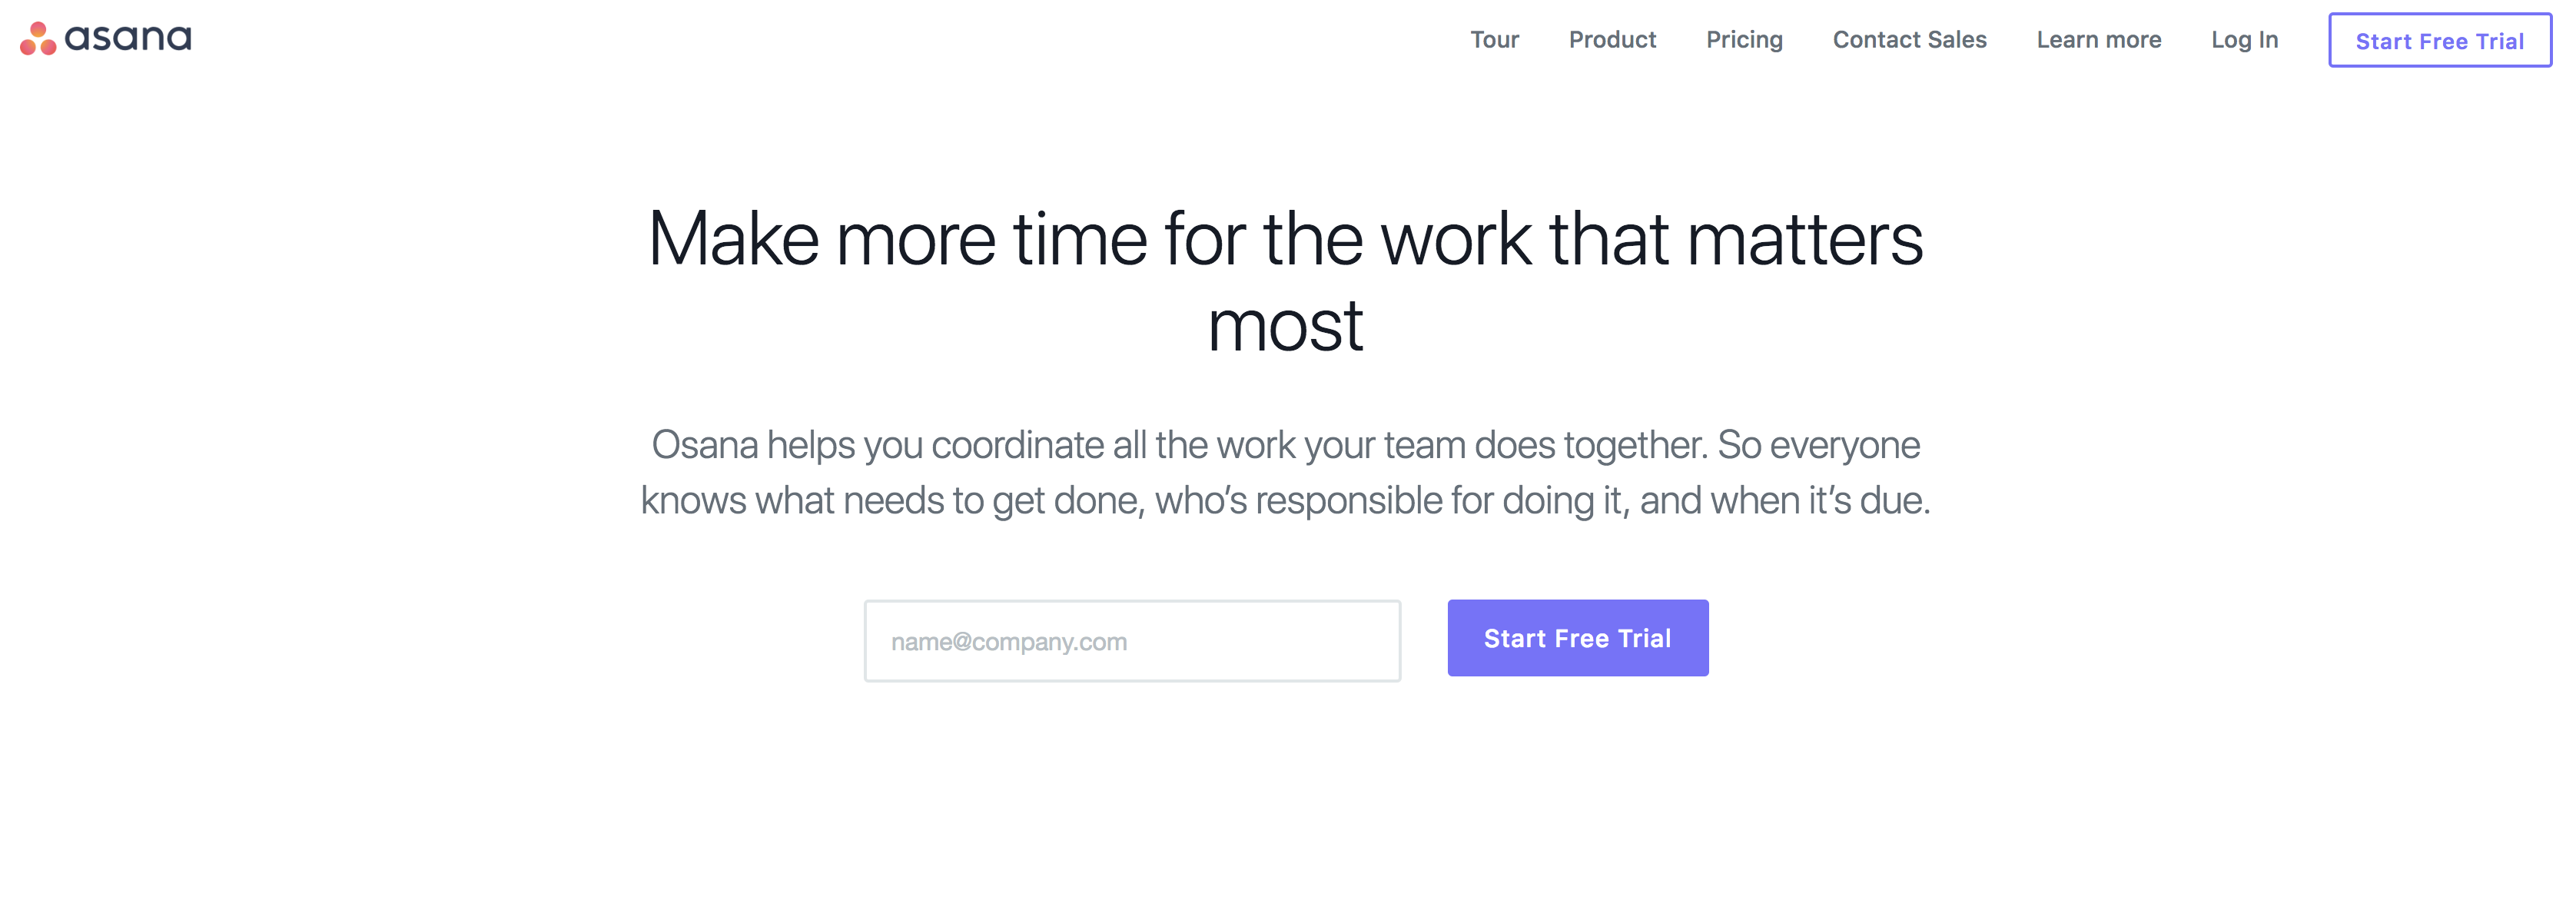 asana
Tour Product Pricing Contact Sales Learn more Log In Start Free Trial
Make more time for the work that matters
most
Osana helps you coordinate all the work your team does together. So everyone
knows what needs to get done, who’s responsible for doing it, and when it’s due.
name@company.com Start Free Trial